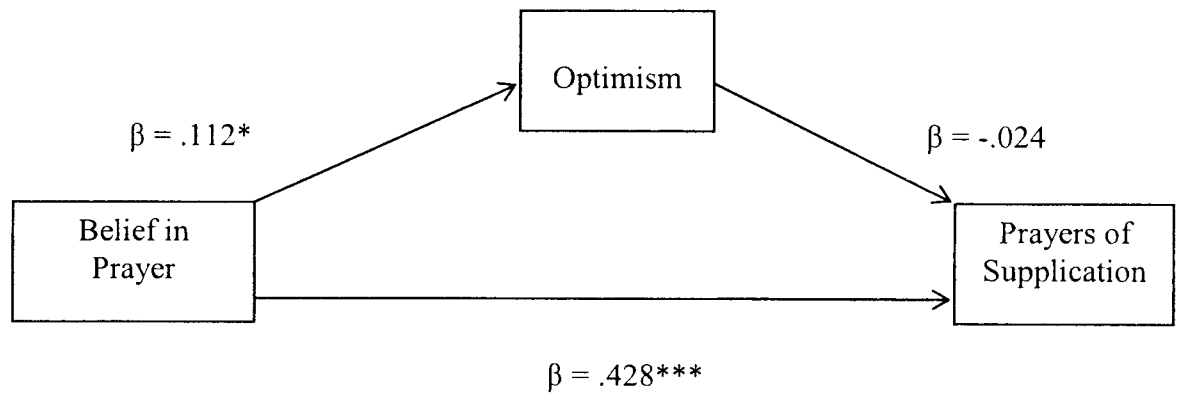 Optimism
β = .112*
β = -.024
Belief in
Prayer
Prayers of
Supplication
β = .428***